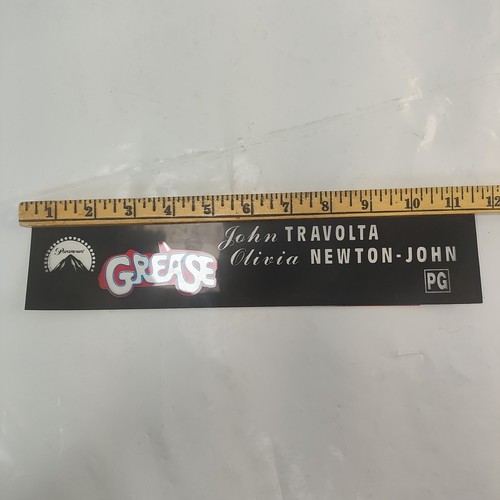 1 2 3 4 5 6 7 8 9 10 11 12
Paramount
GREASE
John TRAVOLTA
Olivia NEWTON-JOHN
PG